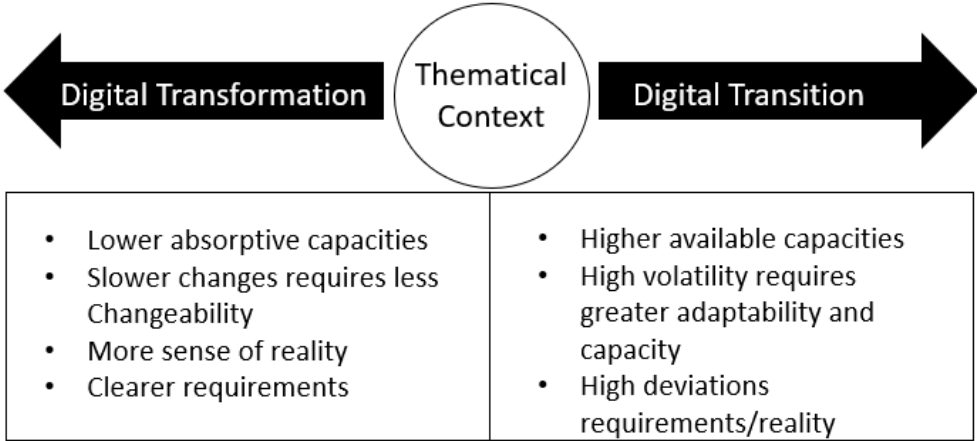 Digital Transformation
Thematical
Context
Digital Transition
• Lower absorptive capacities
• Slower changes requires less
Changeability
• More sense of reality
• Clearer requirements
• Higher available capacities
• High volatility requires
greater adaptability and
capacity
• High deviations
requirements/reality